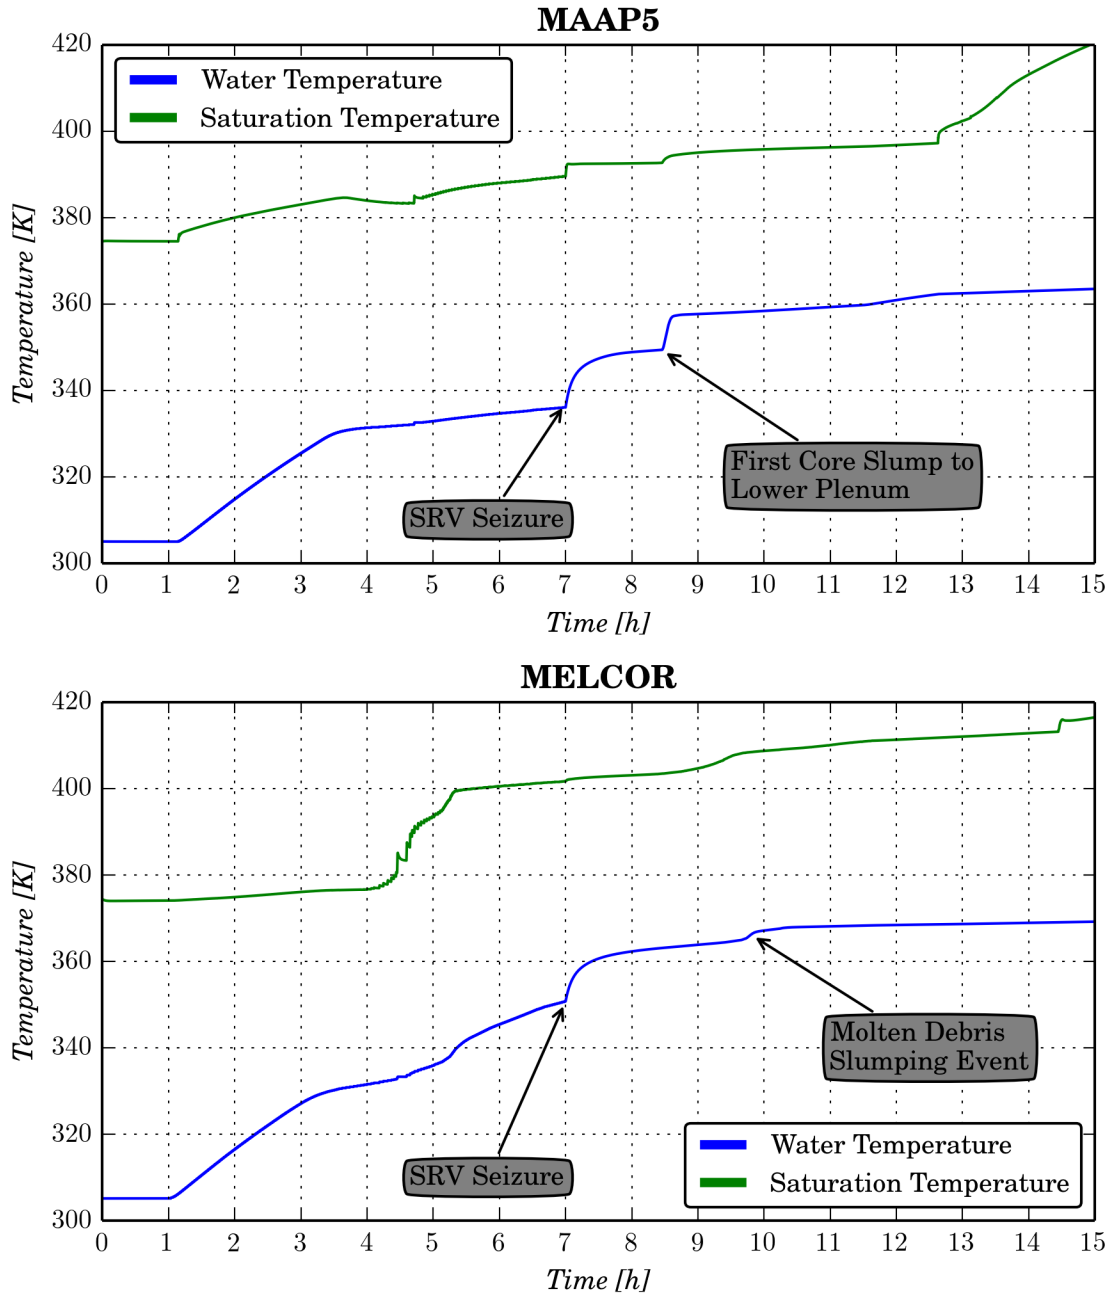 MAAP5
420
400
380
360
340
320
300
Temperature [K]
Water Temperature
Saturation Temperature
SRV Seizure
First Core Slump to
Lower Plenum
0 1 2 3 4 5 6 7 8 9 10 11 12 13 14 15
Time [h]
MELCOR
420
400
380
360
340
320
300
Temperature [K]
SRV Seizure
Molten Debris
Slumping Event
Water Temperature
Saturation Temperature
0 1 2 3 4 5 6 7 8 9 10 11 12 13 14 15
Time [h]